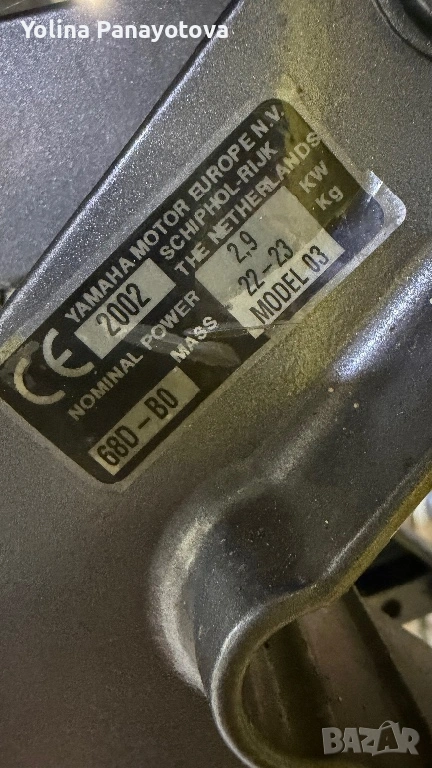 Yolina Panayotova
CE YAMAHA MOTOR EUROPE N.V.
2002 SCHIPHOL-RIJK
THE NETHERLANDS
NOMINAL POWER 2,9 KW
MASS 22-23 Kg
68D-B0 MODEL 03
BAZAR